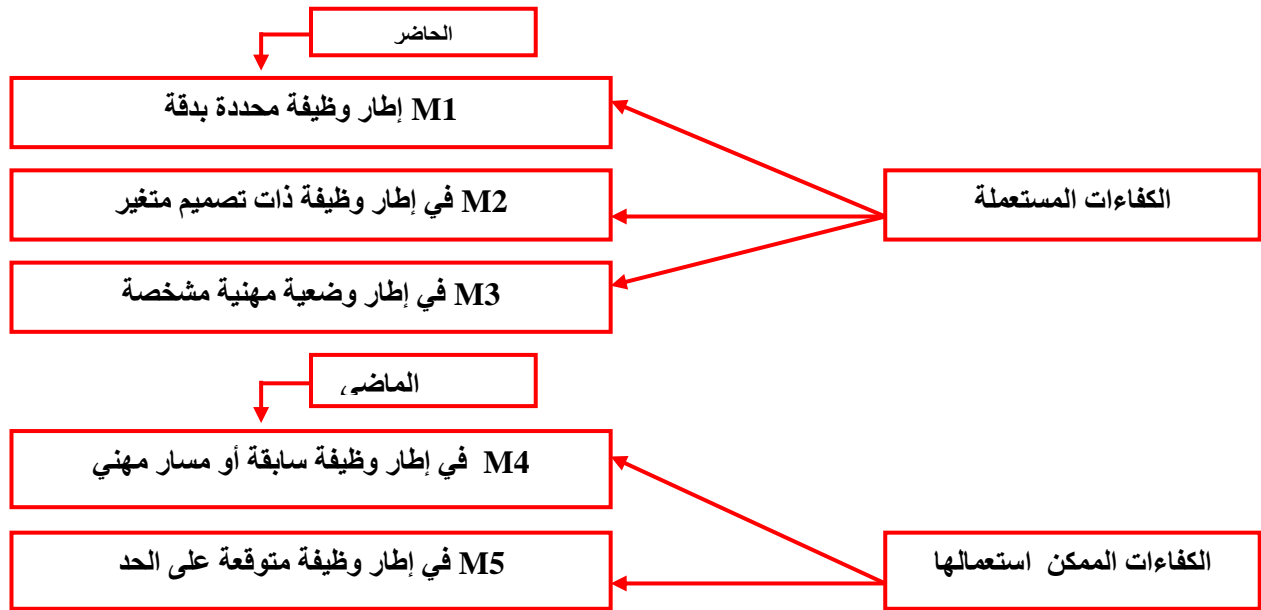 الحاضر
M1 إطار وظيفة محددة بدقة
M2 في إطار وظيفة ذات تصميم متغير
الكفاءات المستعملة
M3 في إطار وضعية مهنية مشخصة
الماضي
M4 في إطار وظيفة سابقة أو مسار مهني
M5 في إطار وظيفة متوقعة على الحد
الكفاءات الممكن استعمالها